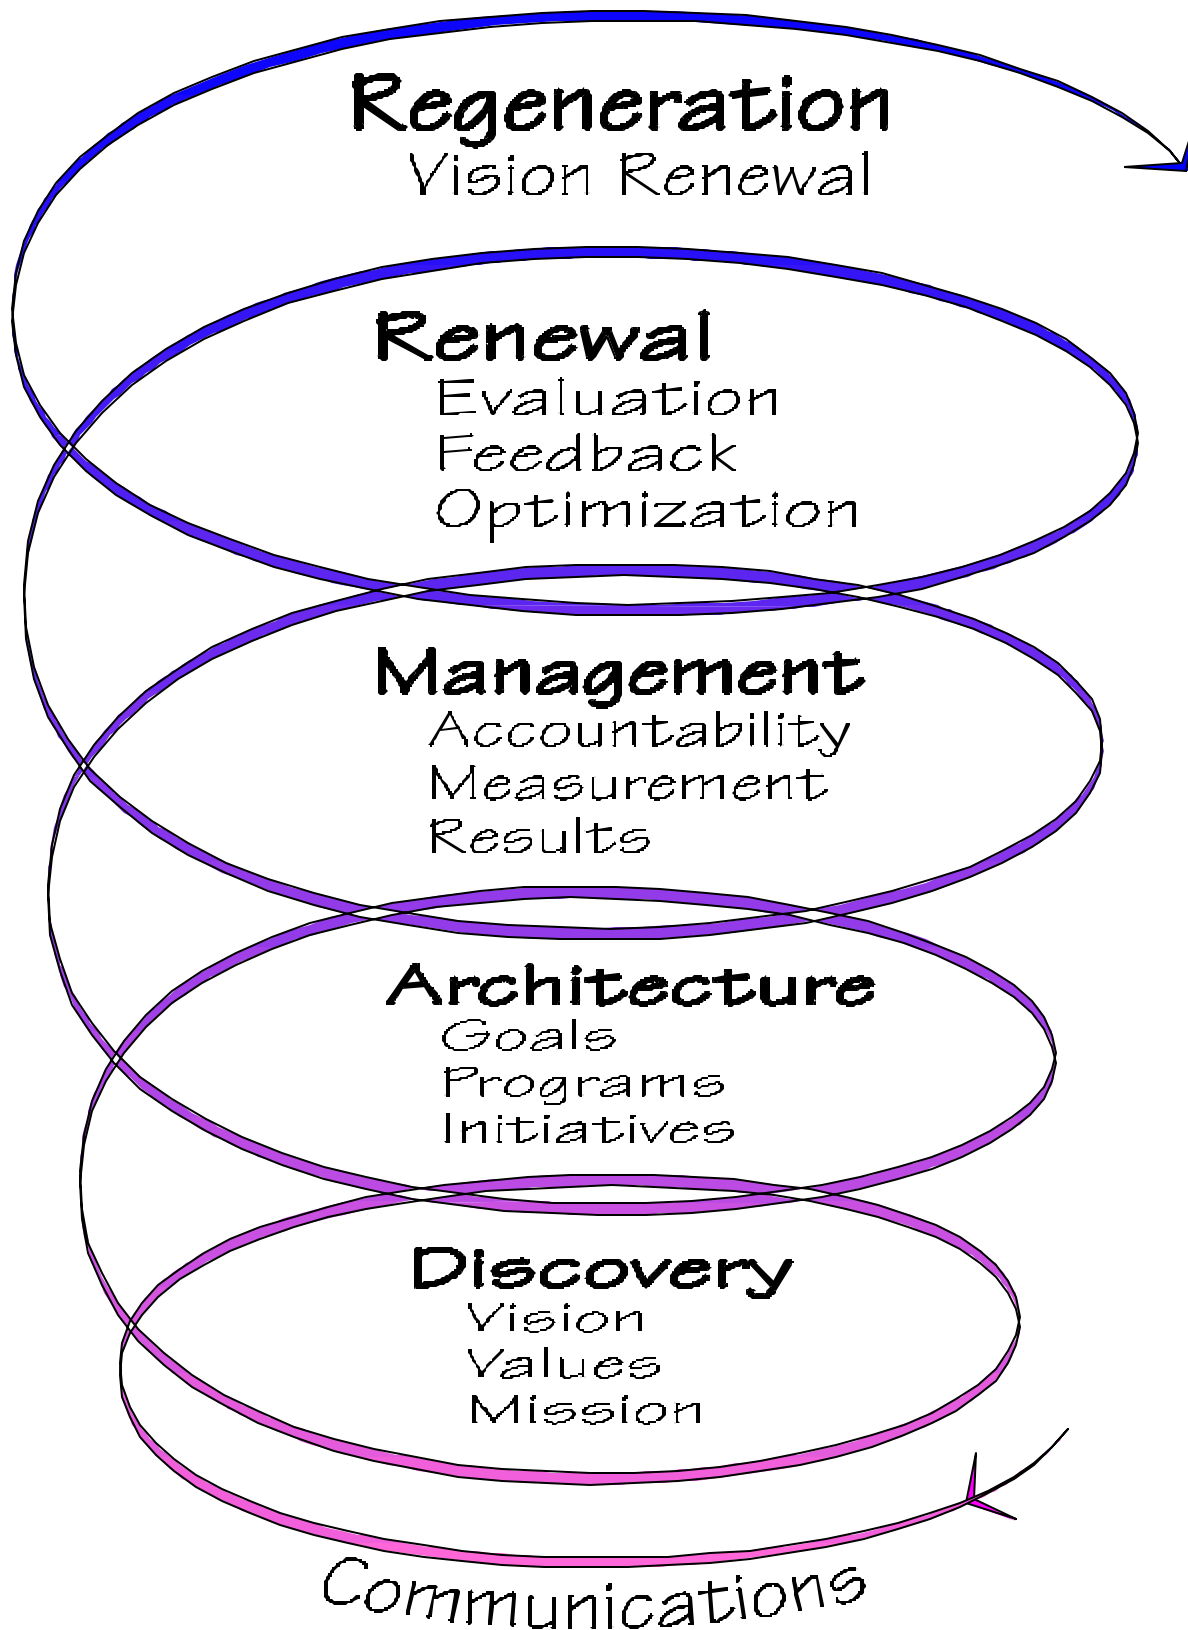 Regeneration
Vision Renewal
Renewal
Evaluation
Feedback
Optimization
Management
Accountability
Measurement
Results
Architecture
Goals
Programs
Initiatives
Discovery
Vision
Values
Mission
Communications